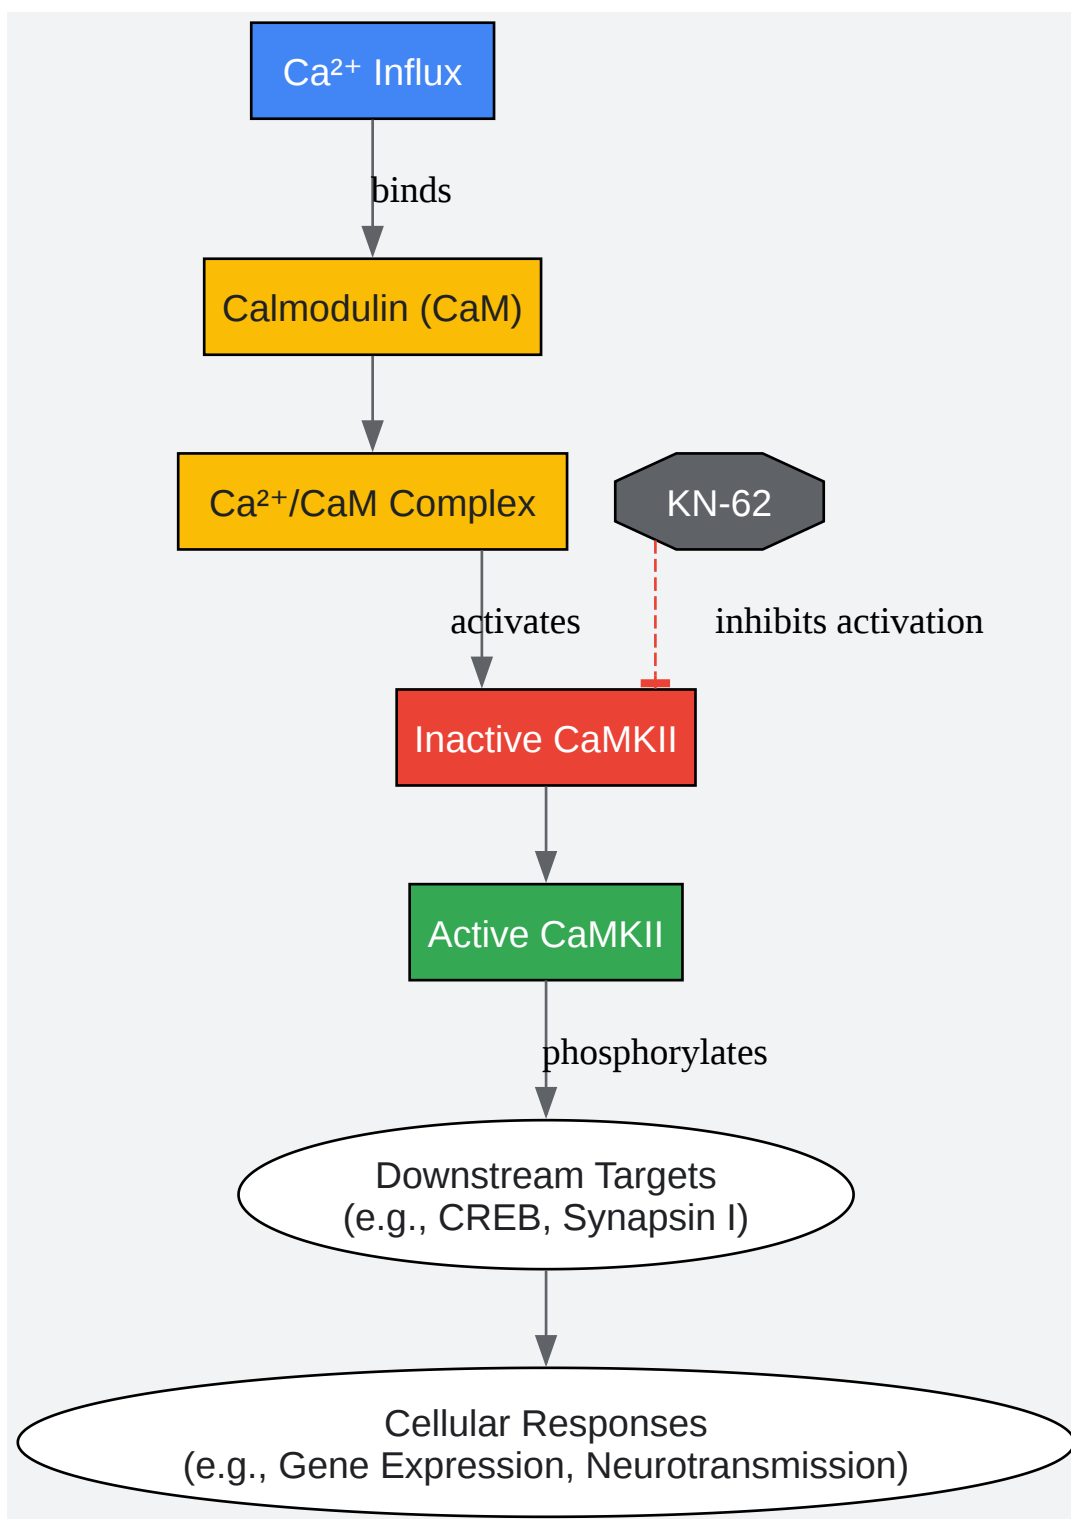 Ca²⁺ Influx
binds
Calmodulin (CaM)
Ca²⁺/CaM Complex
KN-62
activates
inhibits activation
Inactive CaMKII
Active CaMKII
phosphorylates
Downstream Targets
(e.g., CREB, Synapsin I)
Cellular Responses
(e.g., Gene Expression, Neurotransmission)